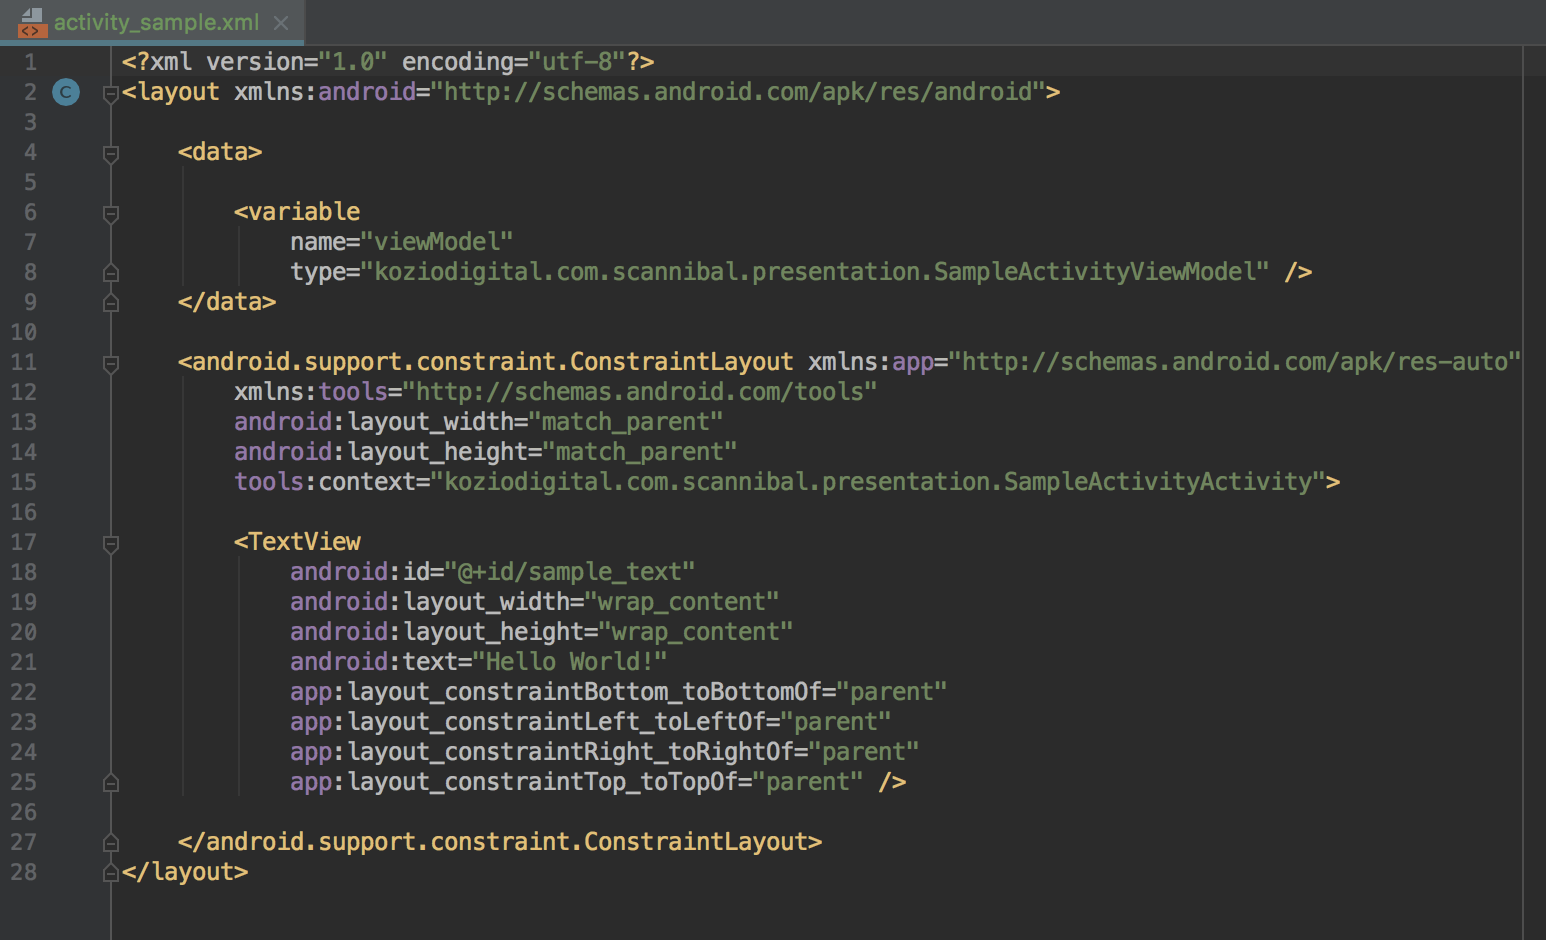 activity_sample.xml
1 <?xml version="1.0" encoding="utf-8"?>
2 C <layout xmlns:android="http://schemas.android.com/apk/res/android">
3
4 <data>
5
6 <variable
7 name="viewModel"
8 type="koziodigital.com.scannibal.presentation.SampleActivityViewModel" />
9 </data>
10
11 <android.support.constraint.ConstraintLayout xmlns:app="http://schemas.android.com/apk/res-auto"
12 xmlns:tools="http://schemas.android.com/tools"
13 android:layout_width="match_parent"
14 android:layout_height="match_parent"
15 tools:context="koziodigital.com.scannibal.presentation.SampleActivityActivity">
16
17 <TextView
18 android:id="@+id/sample_text"
19 android:layout_width="wrap_content"
20 android:layout_height="wrap_content"
21 android:text="Hello World!"
22 app:layout_constraintBottom_toBottomOf="parent"
23 app:layout_constraintLeft_toLeftOf="parent"
24 app:layout_constraintRight_toRightOf="parent"
25 app:layout_constraintTop_toTopOf="parent" />
26
27 </android.support.constraint.ConstraintLayout>
28 </layout>